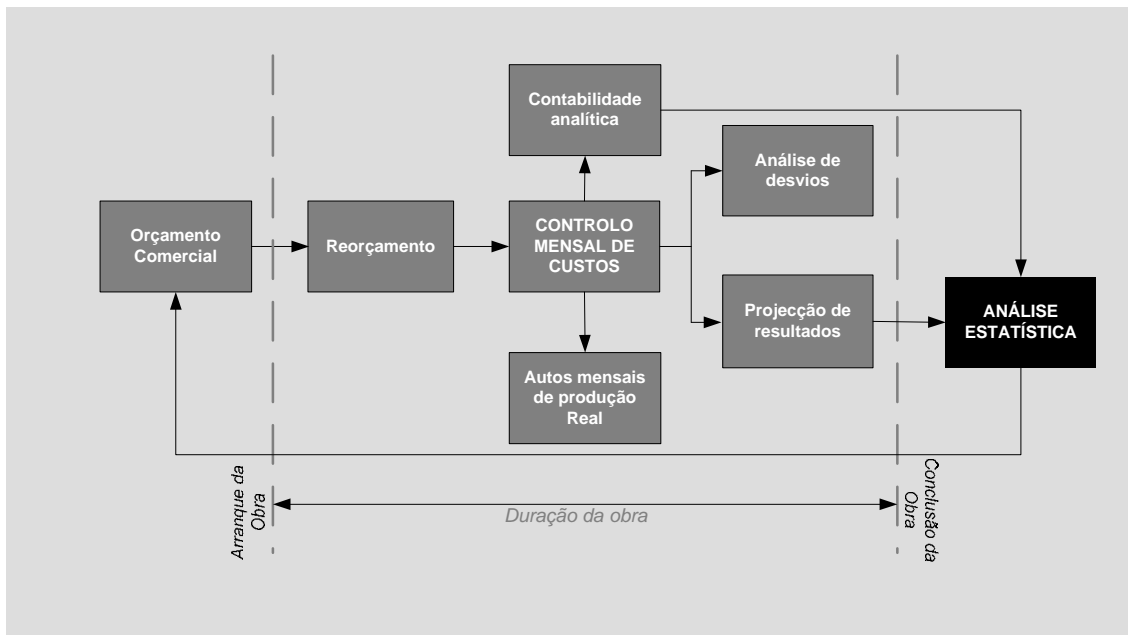 Contabilidade
analítica
Análise de
desvios
Orçamento
Comercial
Reorçamento
CONTROLO
MENSAL DE
CUSTOS
Projecção de
resultados
ANÁLISE
ESTATÍSTICA
Autos mensais
de produção
Real
Arranque da
Obra
Duração da obra
Conclusão da
Obra